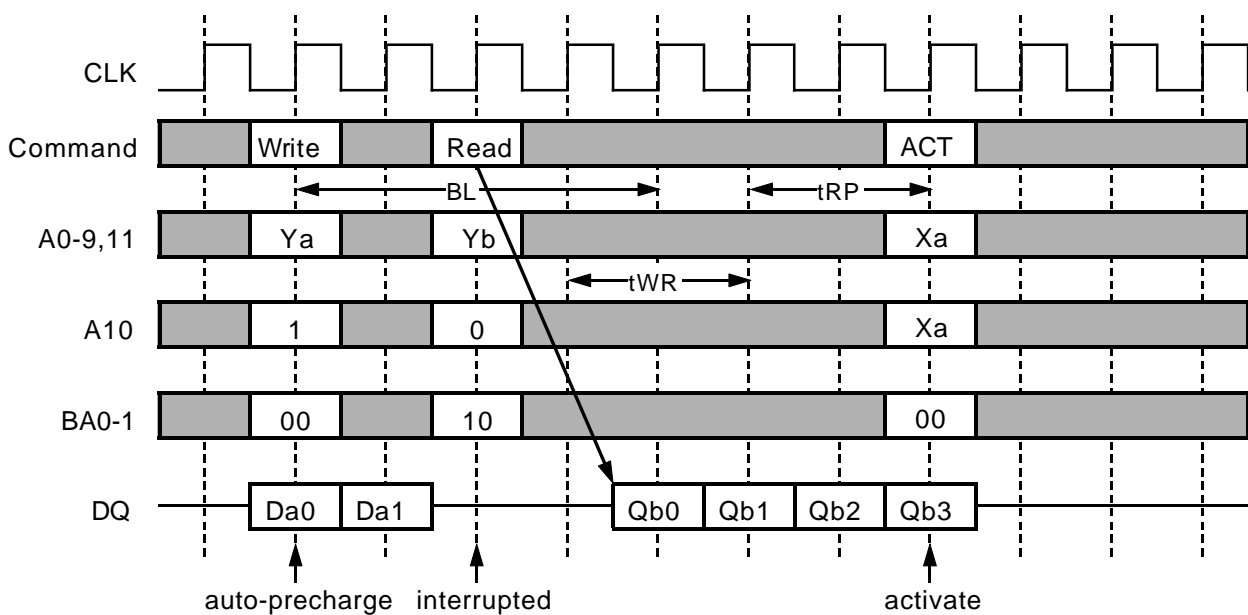 CLK
Command Write Read ACT
BL tRP
A0-9,11 Ya Yb Xa
tWR
A10 1 0 Xa
BA0-1 00 10 00
DQ Da0 Da1 Qb0 Qb1 Qb2 Qb3
auto-precharge interrupted activate